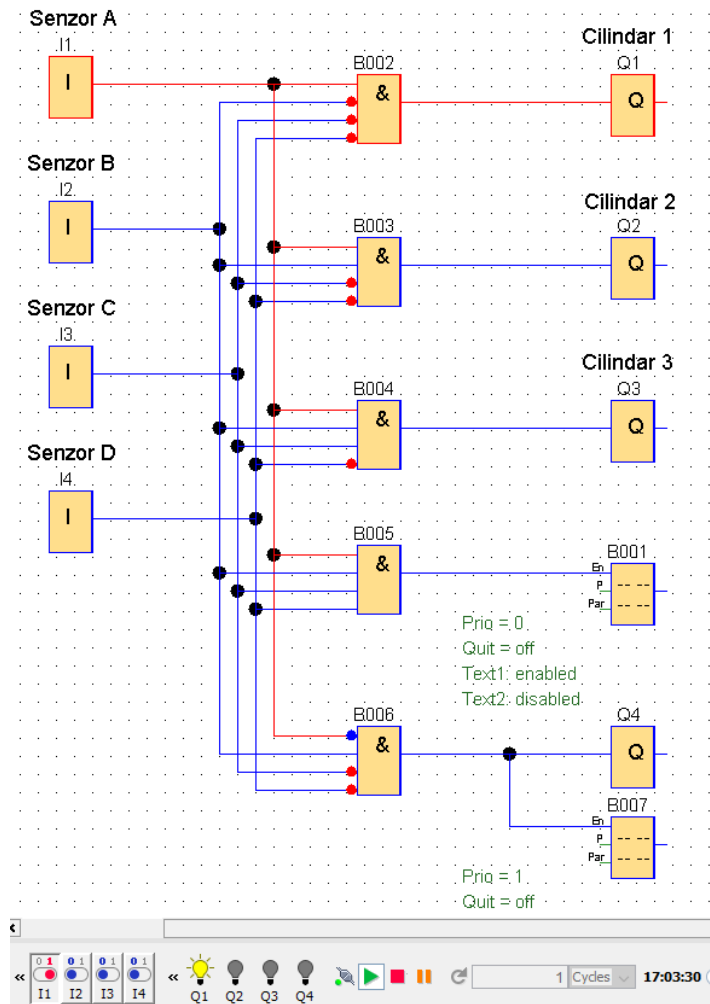 Senzor A
I1
I
B002
&
Cilindar 1
Q1
Q
Senzor B
I2
I
B003
&
Cilindar 2
Q2
Q
Senzor C
I3
I
B004
&
Cilindar 3
Q3
Q
Senzor D
I4
I
B005
&
B001
En
P
Par
Prio = 0
Quit = off
Text1: enabled
Text2: disabled
B006
&
Q4
Q
B007
En
P
Par
Prio = 1
Quit = off
« 0 1 0 1 0 1 0 1 « 1 Cycles 17:03:30
I1 I2 I3 I4 Q1 Q2 Q3 Q4